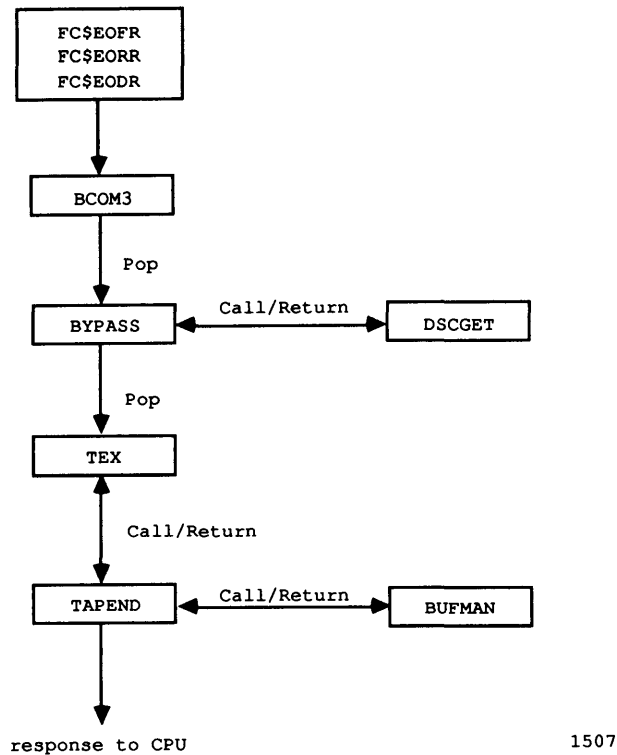 FC$EOFR
FC$EORR
FC$EODR
BCOM3
Pop
BYPASS
Call/Return
DSCGET
Pop
TEX
Call/Return
TAPEND
Call/Return
BUFMAN
response to CPU
1507